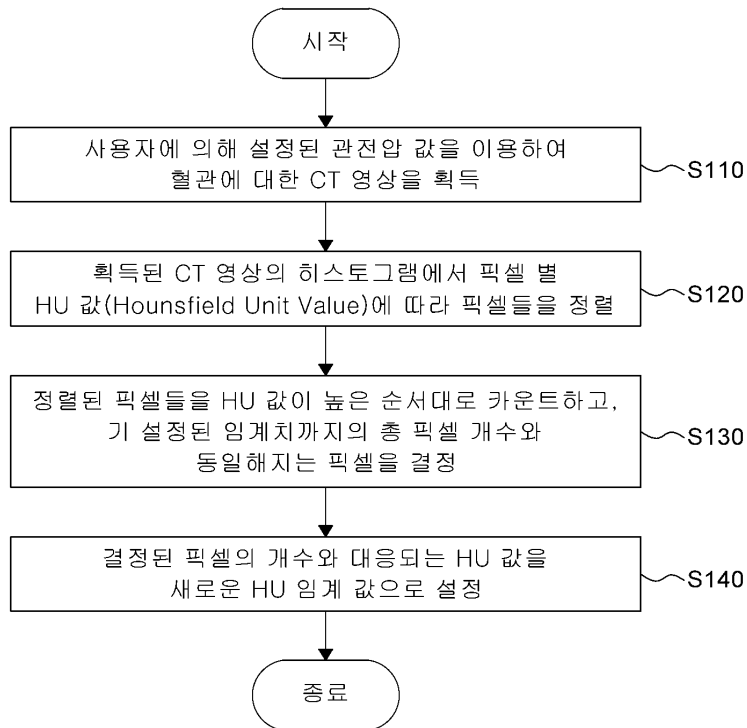 시작
사용자에 의해 설정된 관전압 값을 이용하여
혈관에 대한 CT 영상을 획득
S110
획득된 CT 영상의 히스토그램에서 픽셀 별
HU 값(Hounsfield Unit Value)에 따라 픽셀들을 정렬
S120
정렬된 픽셀들을 HU 값이 높은 순서대로 카운트하고,
기 설정된 임계치까지의 총 픽셀 개수와
동일해지는 픽셀을 결정
S130
결정된 픽셀의 개수와 대응되는 HU 값을
새로운 HU 임계 값으로 설정
S140
종료